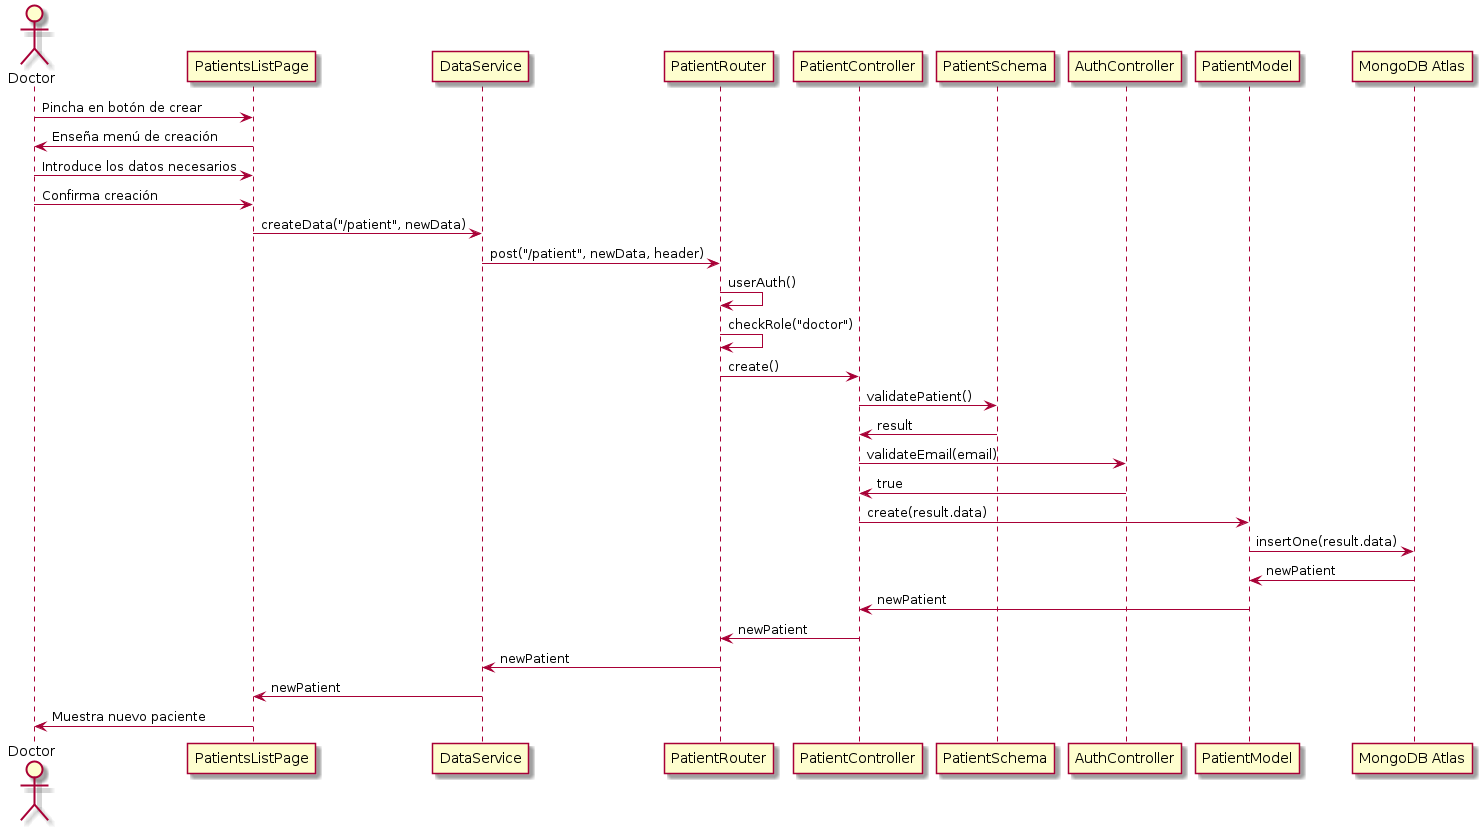 Doctor
PatientsListPage
DataService
PatientRouter
PatientController
PatientSchema
AuthController
PatientModel
MongoDB Atlas
Pincha en botón de crear
Enseña menú de creación
Introduce los datos necesarios
Confirma creación
createData("/patient", newData)
post("/patient", newData, header)
userAuth()
checkRole("doctor")
create()
validatePatient()
result
validateEmail(email)
true
create(result.data)
insertOne(result.data)
newPatient
newPatient
newPatient
newPatient
newPatient
Muestra nuevo paciente
Doctor
PatientsListPage
DataService
PatientRouter
PatientController
PatientSchema
AuthController
PatientModel
MongoDB Atlas